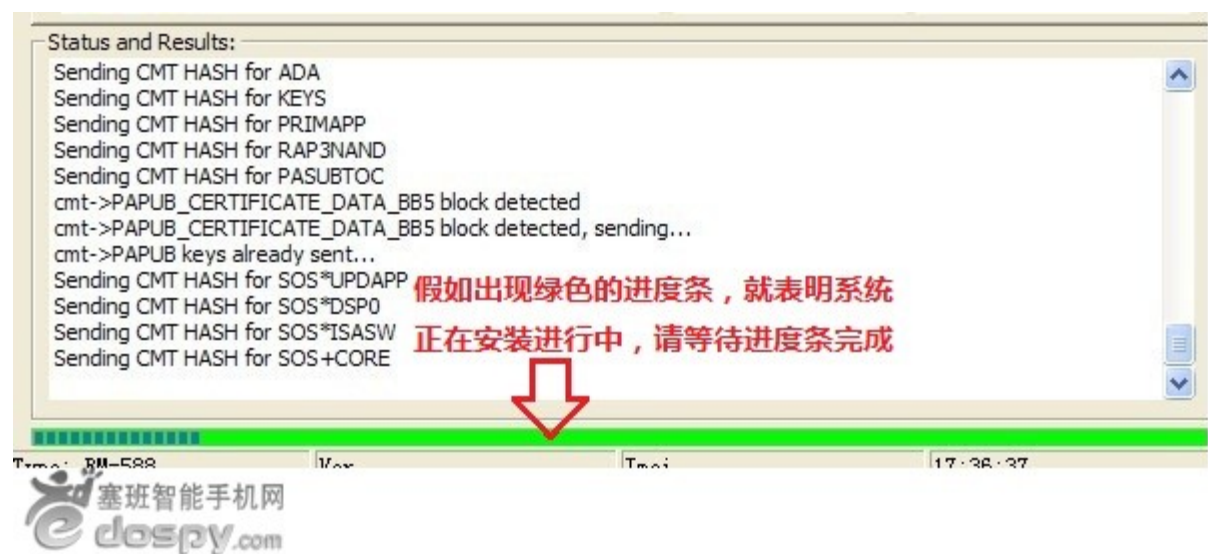 Status and Results:
Sending CMT HASH for ADA
Sending CMT HASH for KEYS
Sending CMT HASH for PRIMAPP
Sending CMT HASH for RAP3NAND
Sending CMT HASH for PASUBTOC
cmt->PAPUB_CERTIFICATE_DATA_BB5 block detected
cmt->PAPUB_CERTIFICATE_DATA_BB5 block detected, sending...
cmt->PAPUB keys already sent...
Sending CMT HASH for SOS*UPDAPP
Sending CMT HASH for SOS*DSP0
Sending CMT HASH for SOS*ISASW
Sending CMT HASH for SOS+CORE
假如出现绿色的进度条，就表明系统
正在安装进行中，请等待进度条完成
Type: RM-588 Ver Imei 17:36:37
塞班智能手机网
dospy.com